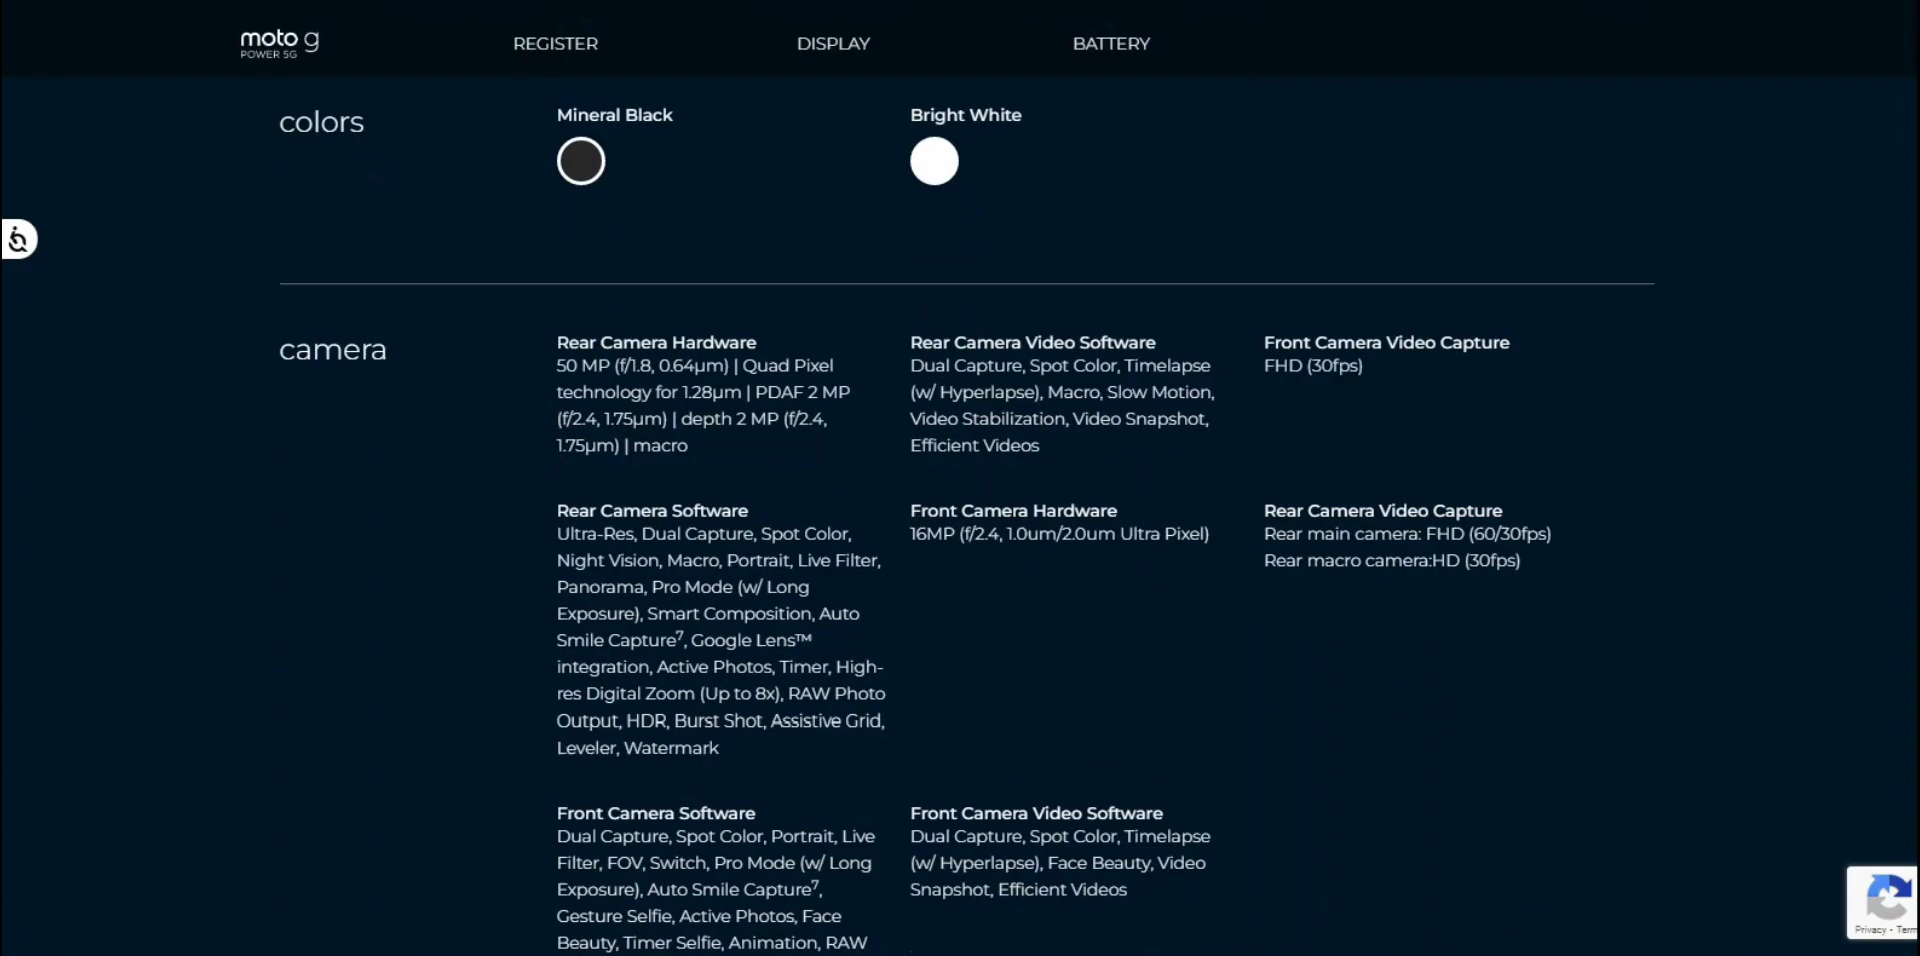 moto g
POWER 5G
REGISTER
DISPLAY
BATTERY
colors
Mineral Black
Bright White
camera
Rear Camera Hardware
50 MP (f/1.8, 0.64μm) | Quad Pixel
technology for 1.28μm | PDAF 2 MP
(f/2.4, 1.75μm) | depth 2 MP (f/2.4,
1.75μm) | macro
Rear Camera Video Software
Dual Capture, Spot Color, Timelapse
(w/ Hyperlapse), Macro, Slow Motion,
Video Stabilization, Video Snapshot,
Efficient Videos
Front Camera Video Capture
FHD (30fps)
Rear Camera Software
Ultra-Res, Dual Capture, Spot Color,
Night Vision, Macro, Portrait, Live Filter,
Panorama, Pro Mode (w/ Long
Exposure), Smart Composition, Auto
Smile Capture⁷, Google Lens™
integration, Active Photos, Timer, High-
res Digital Zoom (Up to 8x), RAW Photo
Output, HDR, Burst Shot, Assistive Grid,
Leveler, Watermark
Front Camera Hardware
16MP (f/2.4, 1.0um/2.0um Ultra Pixel)
Rear Camera Video Capture
Rear main camera: FHD (60/30fps)
Rear macro camera:HD (30fps)
Front Camera Software
Dual Capture, Spot Color, Portrait, Live
Filter, FOV, Switch, Pro Mode (w/ Long
Exposure), Auto Smile Capture⁷,
Gesture Selfie, Active Photos, Face
Beauty, Timer Selfie, Animation, RAW
Front Camera Video Software
Dual Capture, Spot Color, Timelapse
(w/ Hyperlapse), Face Beauty, Video
Snapshot, Efficient Videos
Privacy - Term